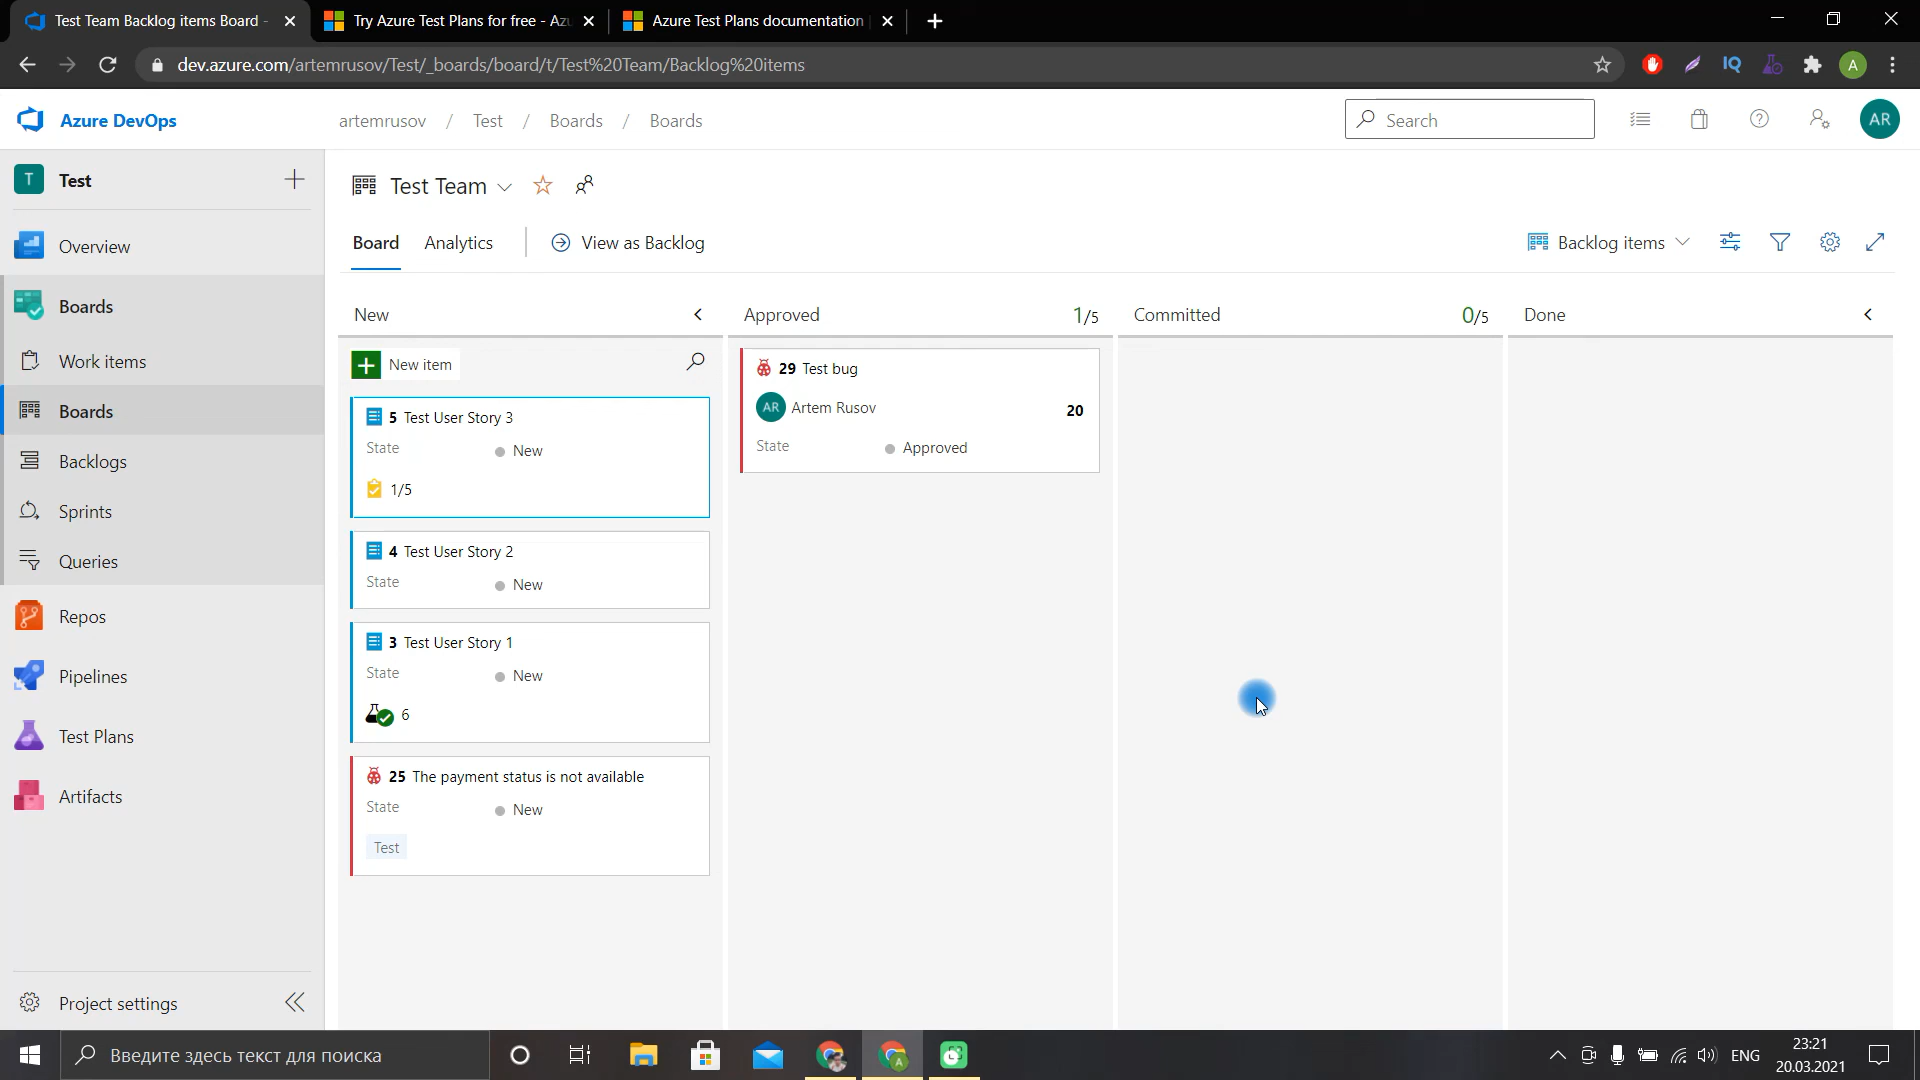 Test Team Backlog items Board -
Try Azure Test Plans for free - Azu
Azure Test Plans documentation
dev.azure.com/artemrusov/Test/_boards/board/t/Test%20Team/Backlog%20items
IQ
A
Azure DevOps
artemrusov / Test / Boards / Boards
Search
AR
T Test
Test Team
Overview
Board
Analytics
View as Backlog
Backlog items
Boards
Work items
Boards
Backlogs
Sprints
Queries
Repos
Pipelines
Test Plans
Artifacts
Project settings
New
New item
5 Test User Story 3
State New
1/5
4 Test User Story 2
State New
3 Test User Story 1
State New
6
25 The payment status is not available
State New
Test
Approved 1/5
29 Test bug
AR Artem Rusov 20
State Approved
Committed 0/5
Done
Введите здесь текст для поиска
A
ENG
23:21
20.03.2021